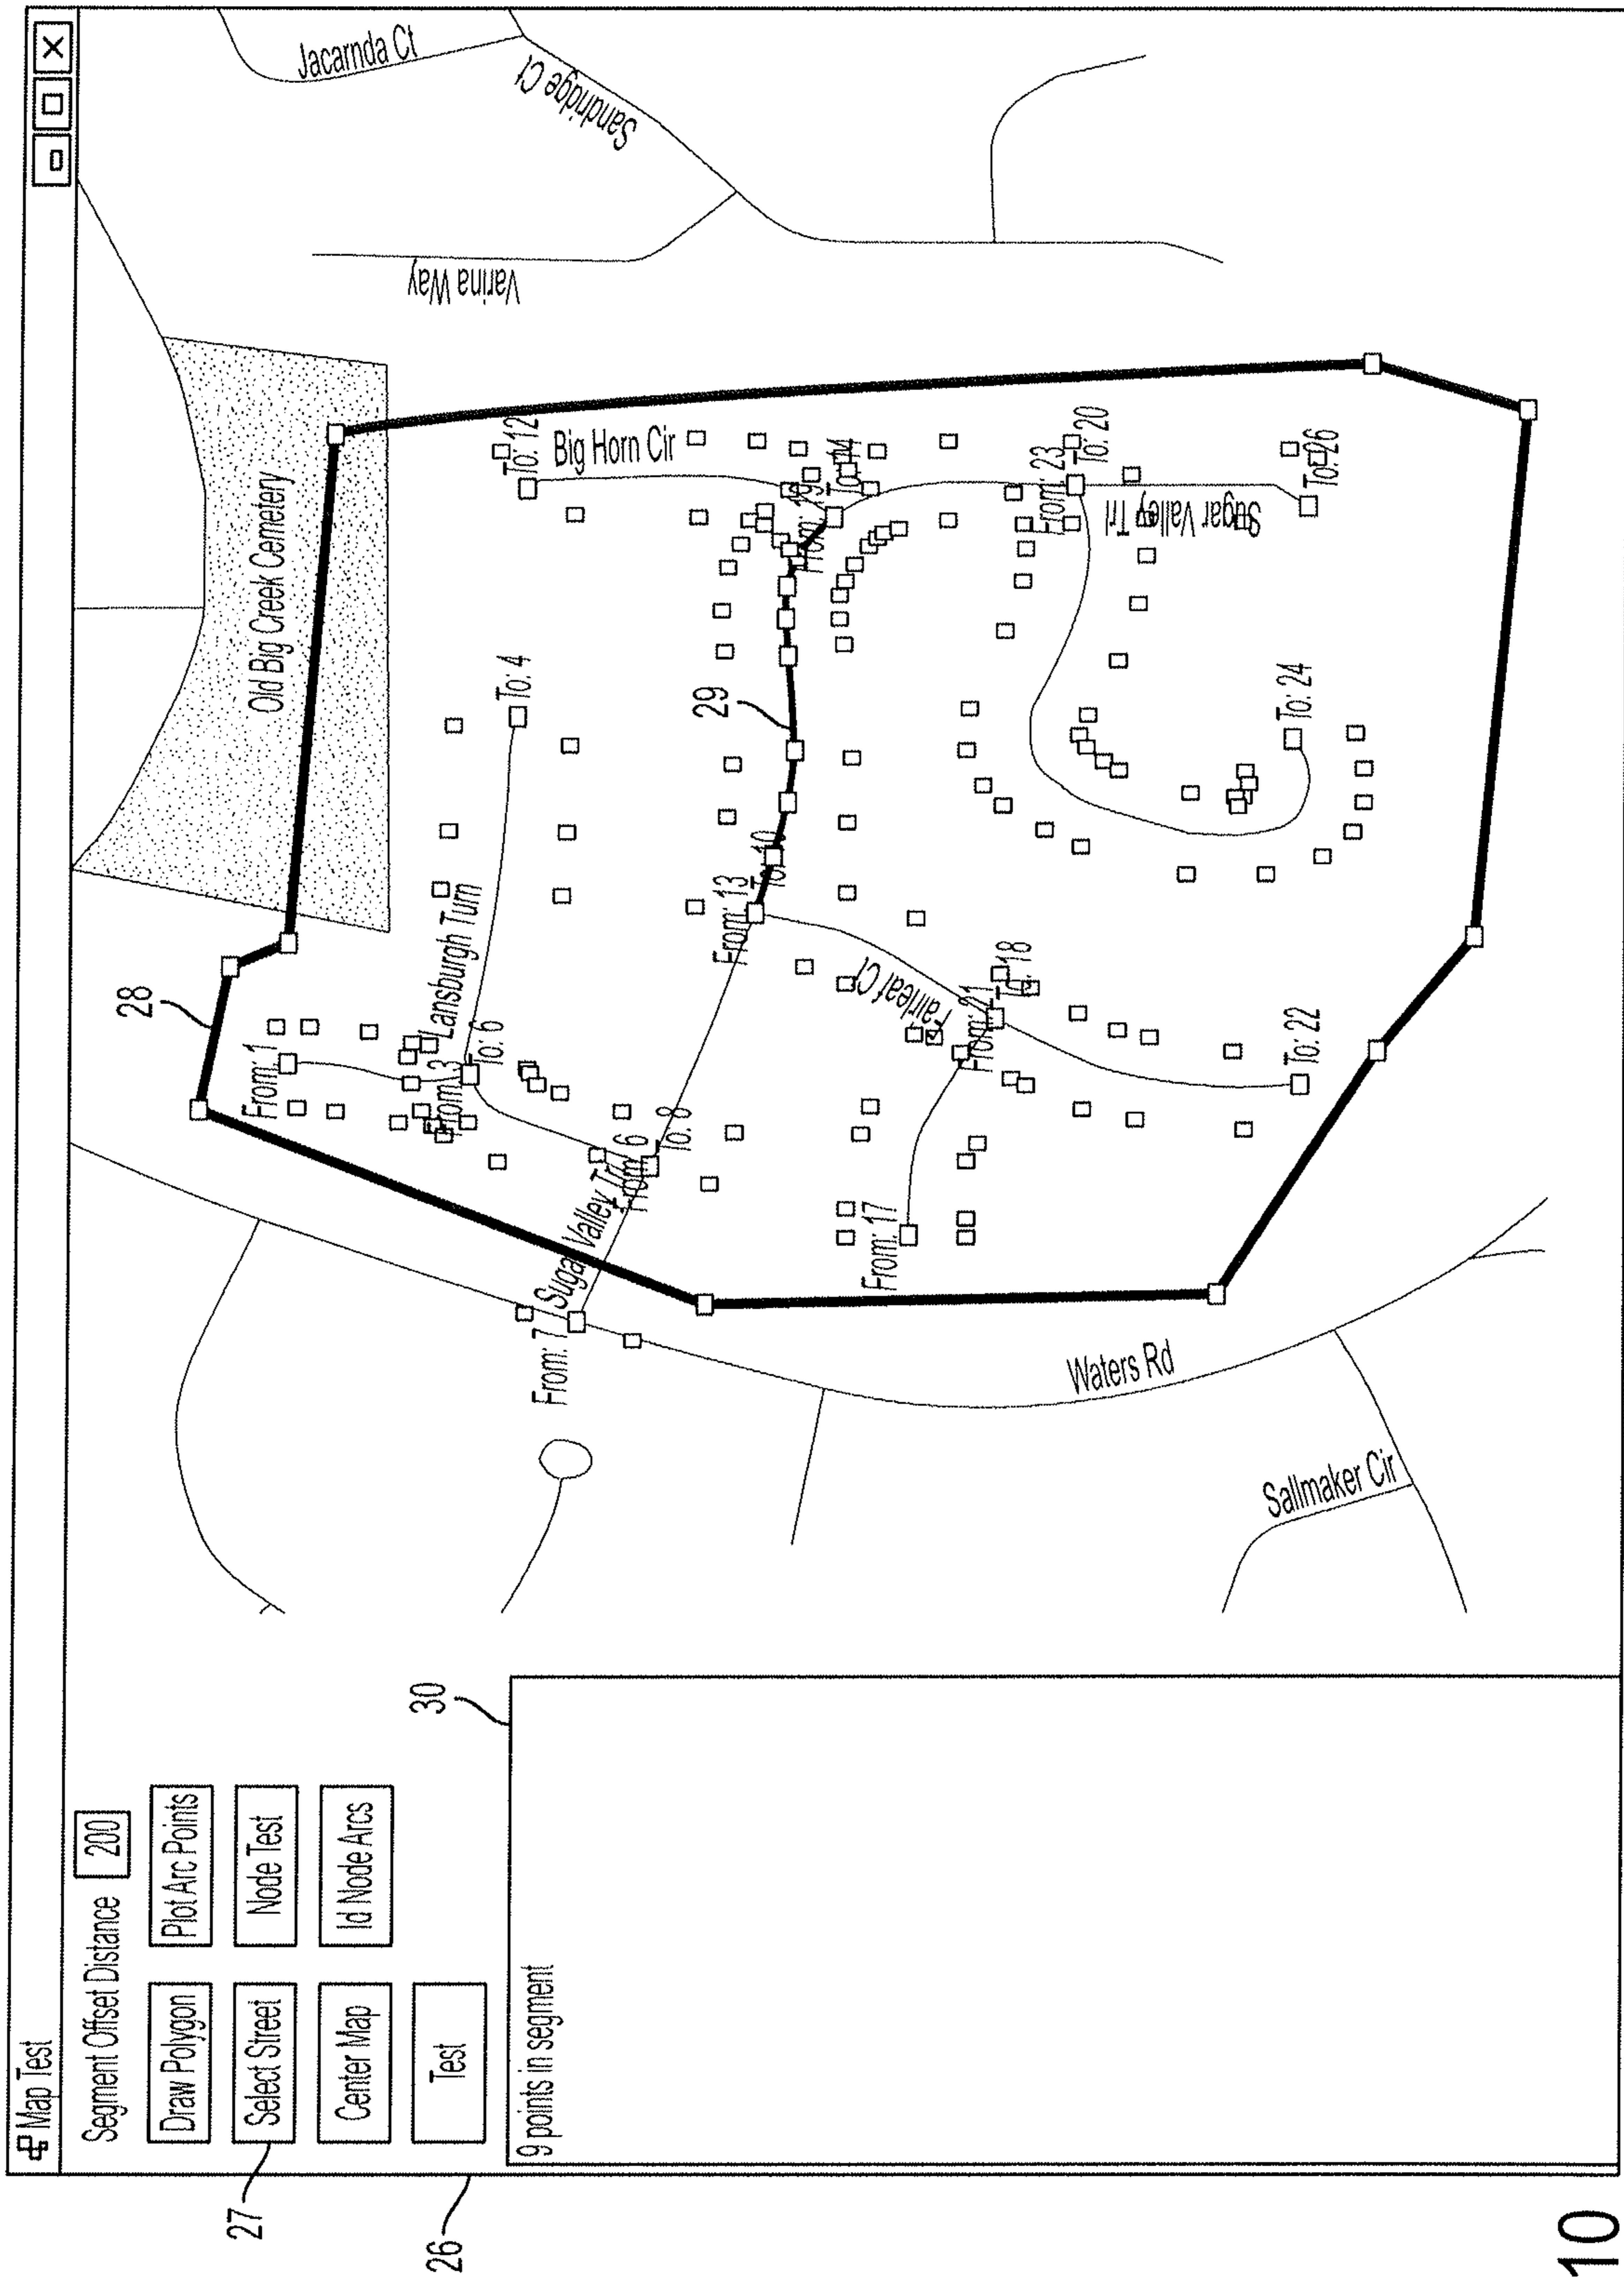 Map Test
Segment Offset Distance 200
Draw Polygon
Plot Arc Points
Select Street
Node Test
Center Map
Id Node Arcs
Test
9 points in segment
26
27
28
29
30
Old Big Creek Cemetery
Jacarnda Ct
Sandridge Ct
Varina Way
Big Horn Cir
Lansburgh Turn
Sugar Valley Trl
Fairleaf Ct
Sugar Valley Trl
Waters Rd
Sallmaker Cir
From: 1
From: 3
To: 6
To: 4
From: 6
To: 8
From: 7
From: 13
To: 10
To: 12
From: 19
To: 14
From: 23
To: 20
To: 26
To: 24
From: 21
To: 18
To: 22
From: 17
10